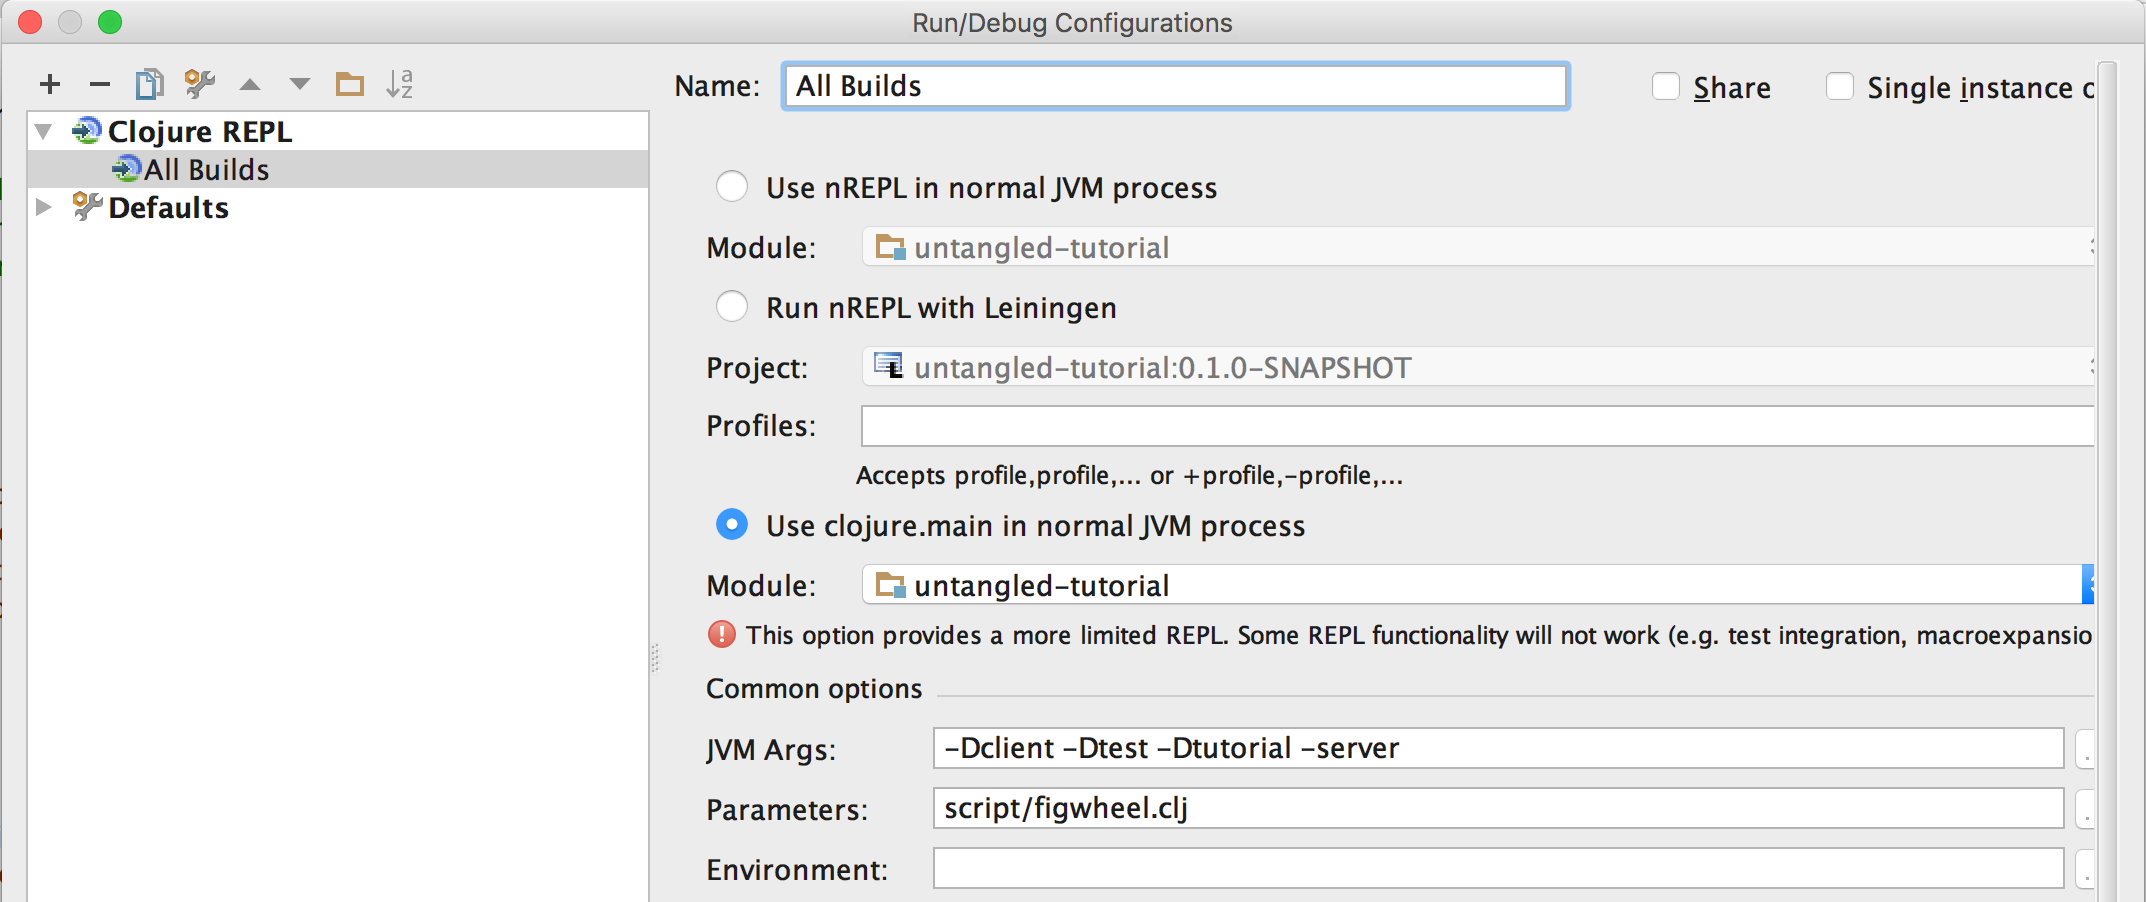 Run/Debug Configurations
Name: All Builds Share Single instance o
Clojure REPL
All Builds
Defaults
Use nREPL in normal JVM process
Module: untangled-tutorial
Run nREPL with Leiningen
Project: untangled-tutorial:0.1.0-SNAPSHOT
Profiles:
Accepts profile,profile,... or +profile,-profile,...
Use clojure.main in normal JVM process
Module: untangled-tutorial
This option provides a more limited REPL. Some REPL functionality will not work (e.g. test integration, macroexpansio
Common options
JVM Args: -Dclient -Dtest -Dtutorial -server
Parameters: script/figwheel.clj
Environment: